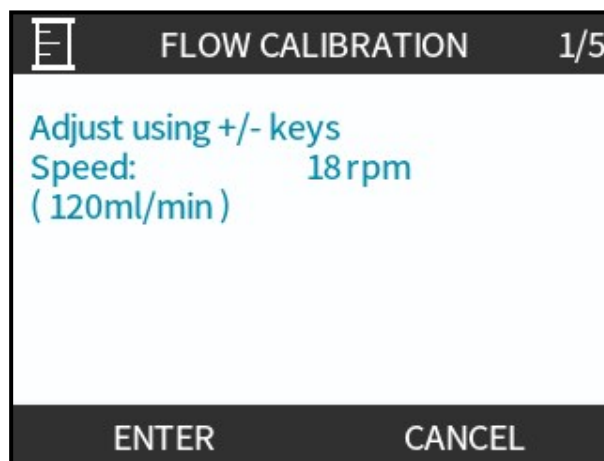 FLOW CALIBRATION 1/5
Adjust using +/- keys
Speed: 18 rpm
( 120ml/min )
ENTER CANCEL